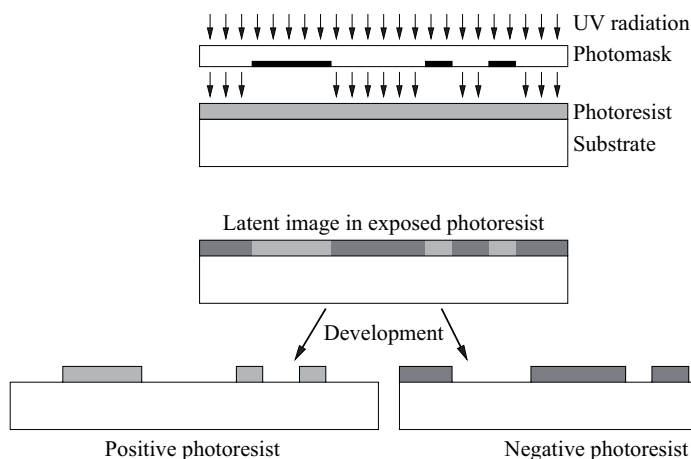 UV radiation
Photomask
Photoresist
Substrate
Latent image in exposed photoresist
Development
Positive photoresist
Negative photoresist